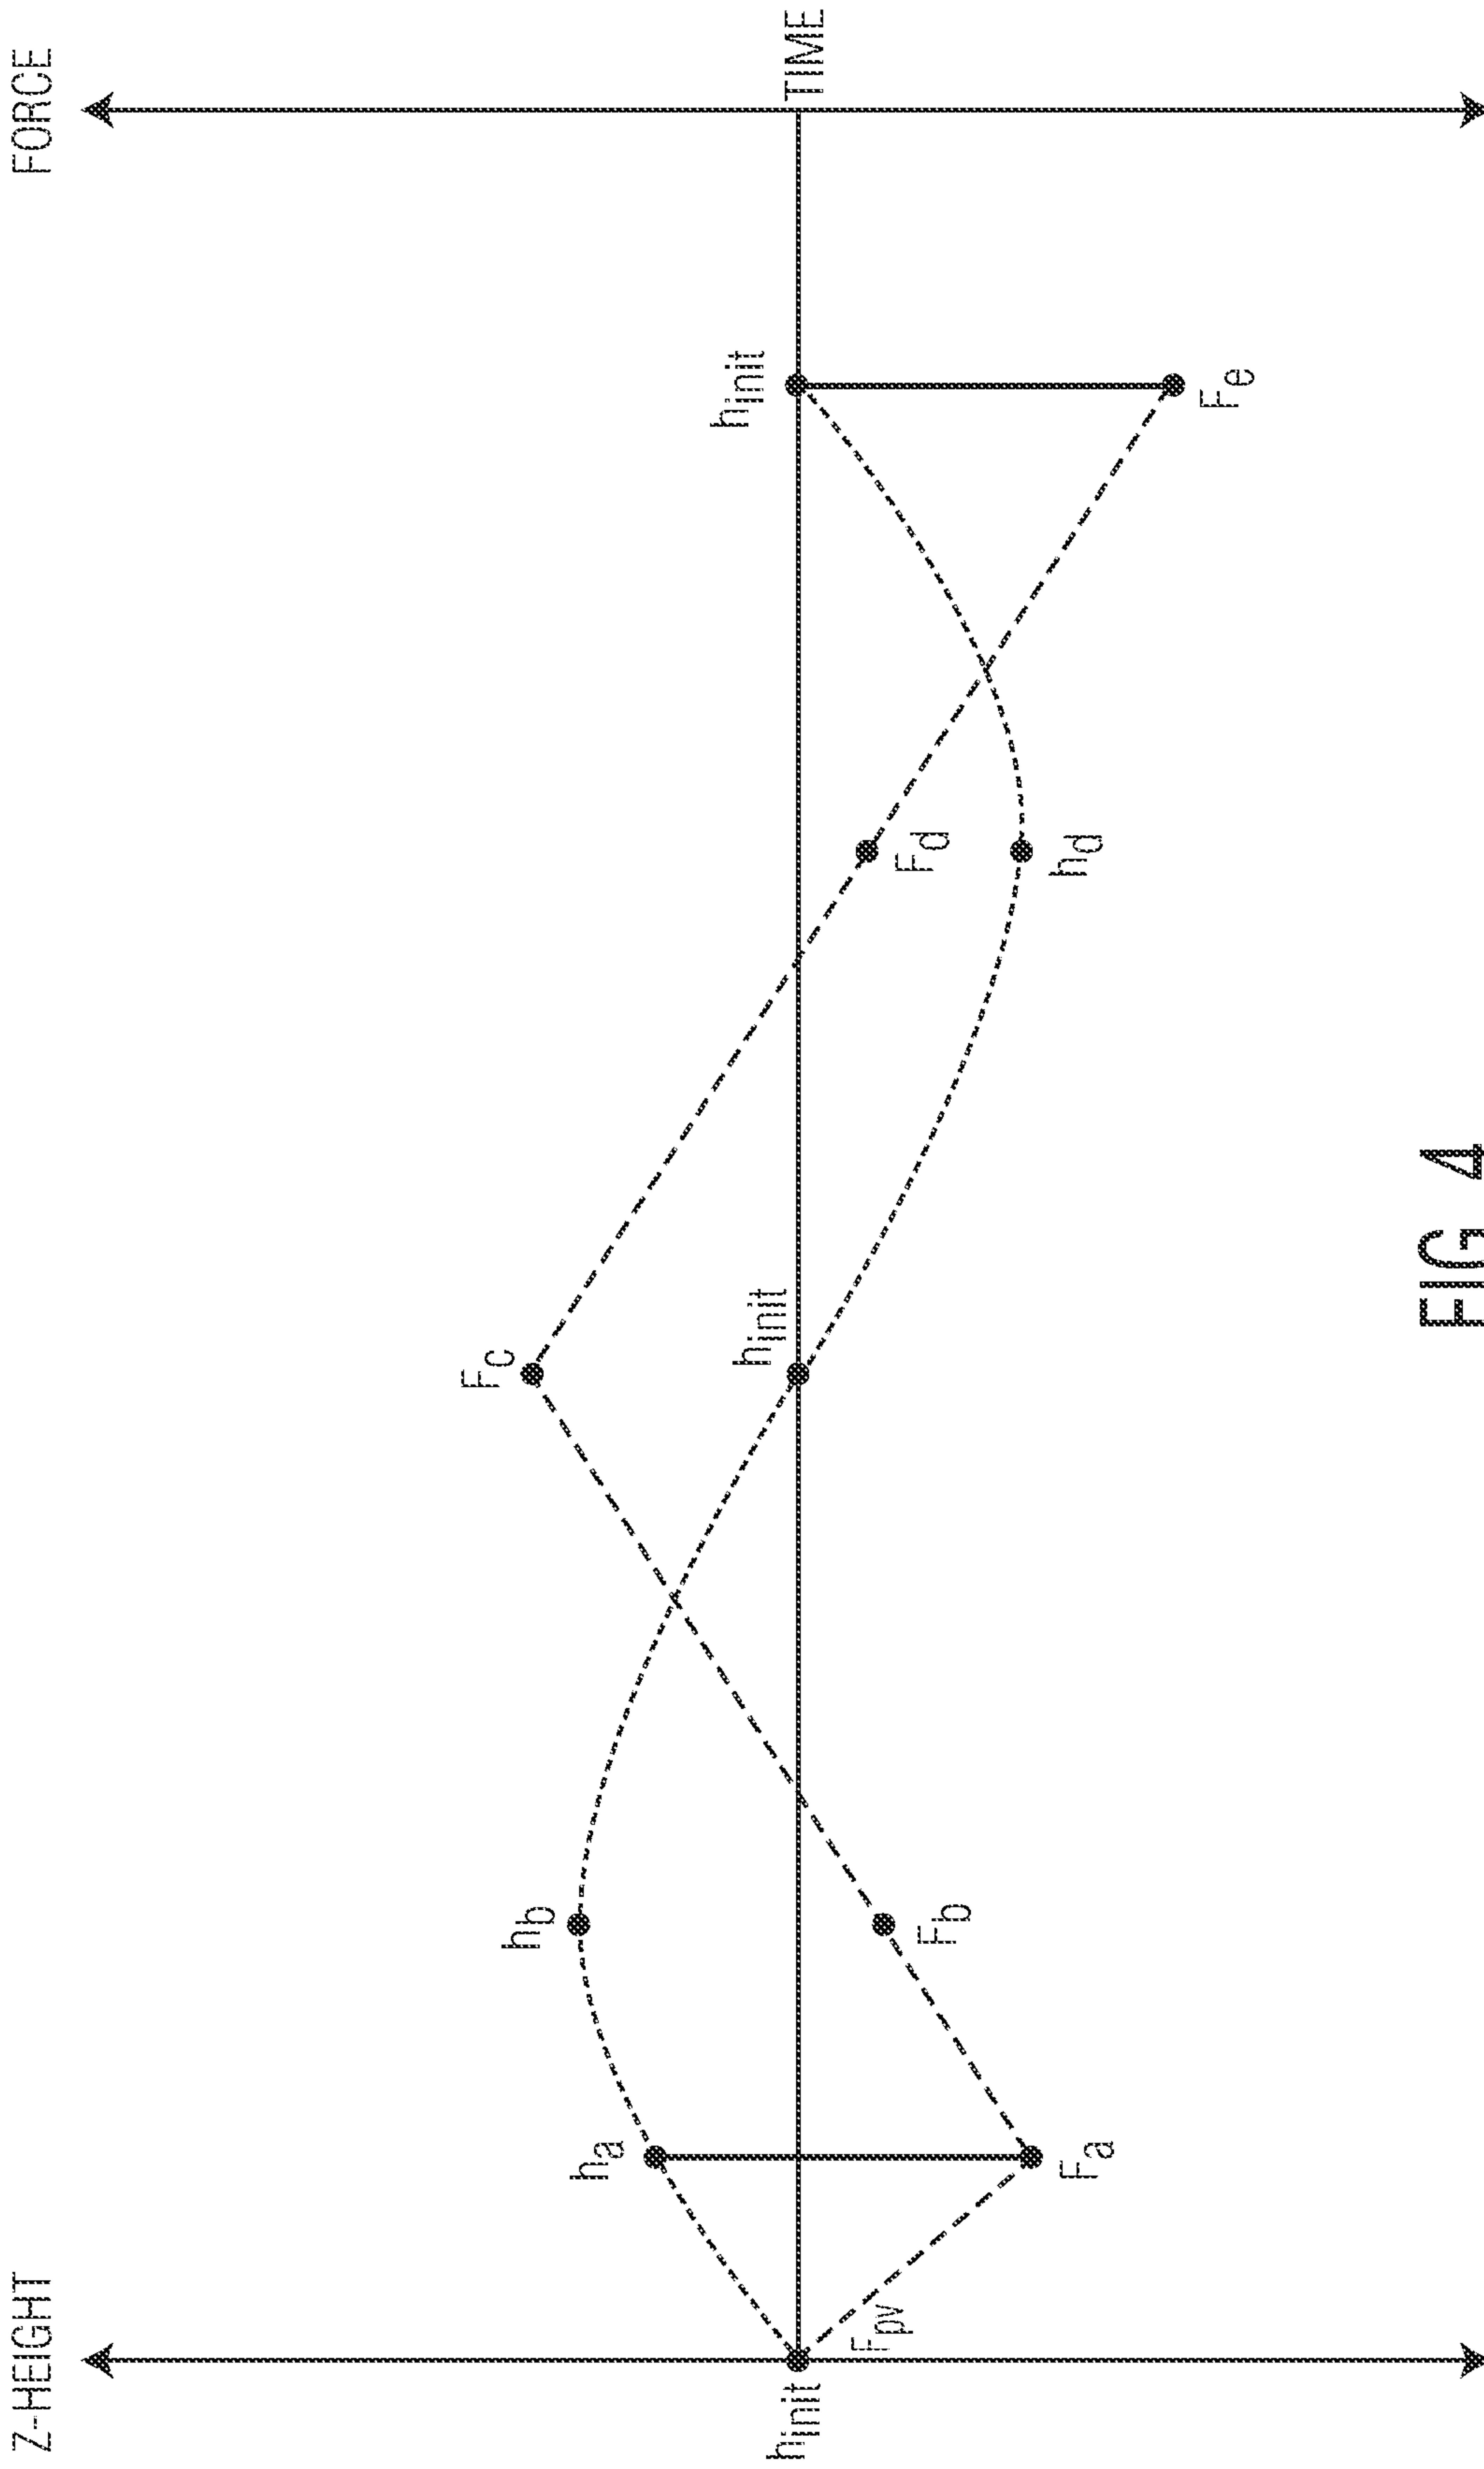 Z-HEIGHT
FORCE
F_c
h_b
h_a
h_init
h_init
h_init
TIME
F_pv
F_b
F_d
F_a
h_d
F_e
FIG 4